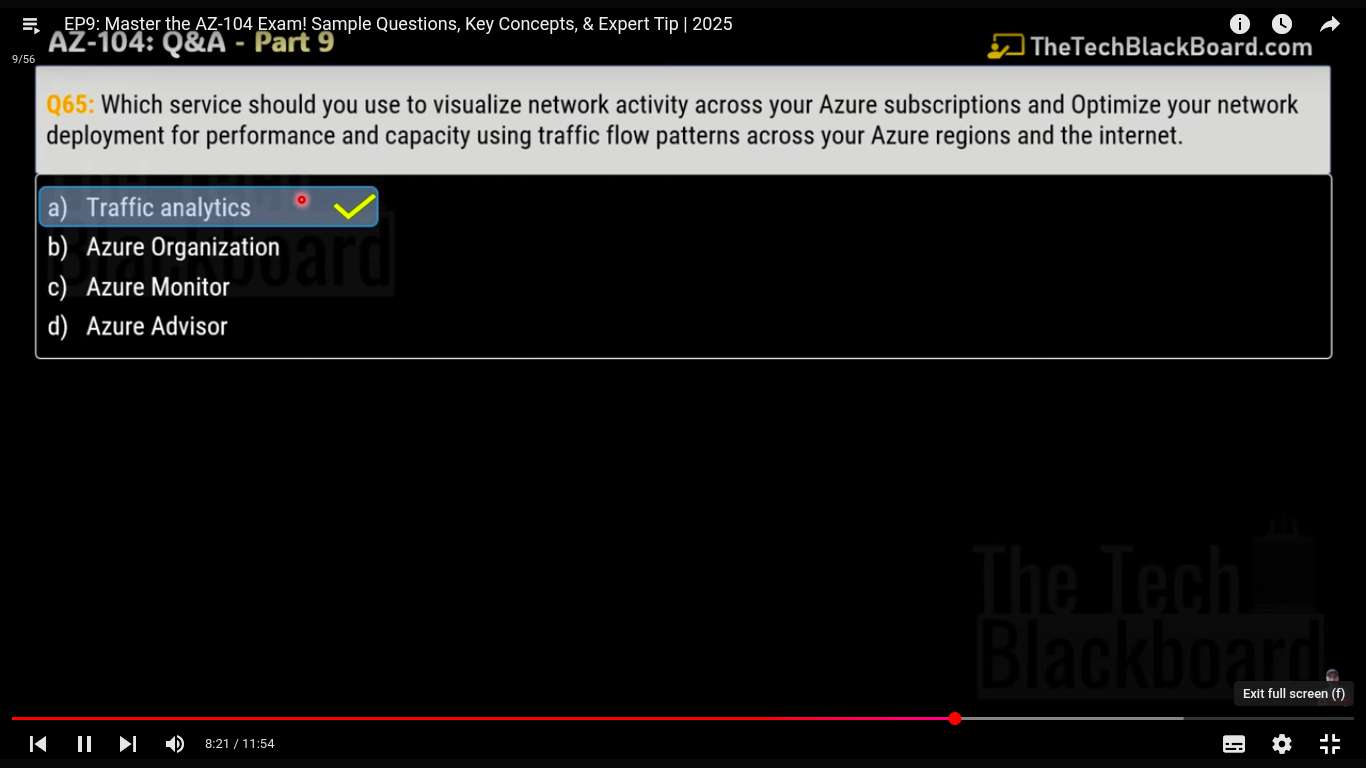 EP9: Master the AZ-104 Exam! Sample Questions, Key Concepts, & Expert Tip | 2025
AZ-104: Q&A - Part 9
TheTechBlackBoard.com
9/56
Q65: Which service should you use to visualize network activity across your Azure subscriptions and Optimize your network
deployment for performance and capacity using traffic flow patterns across your Azure regions and the internet.
a) Traffic analytics
b) Azure Organization
c) Azure Monitor
d) Azure Advisor
The Tech
Blackboard
Exit full screen (f)
8:21 / 11:54